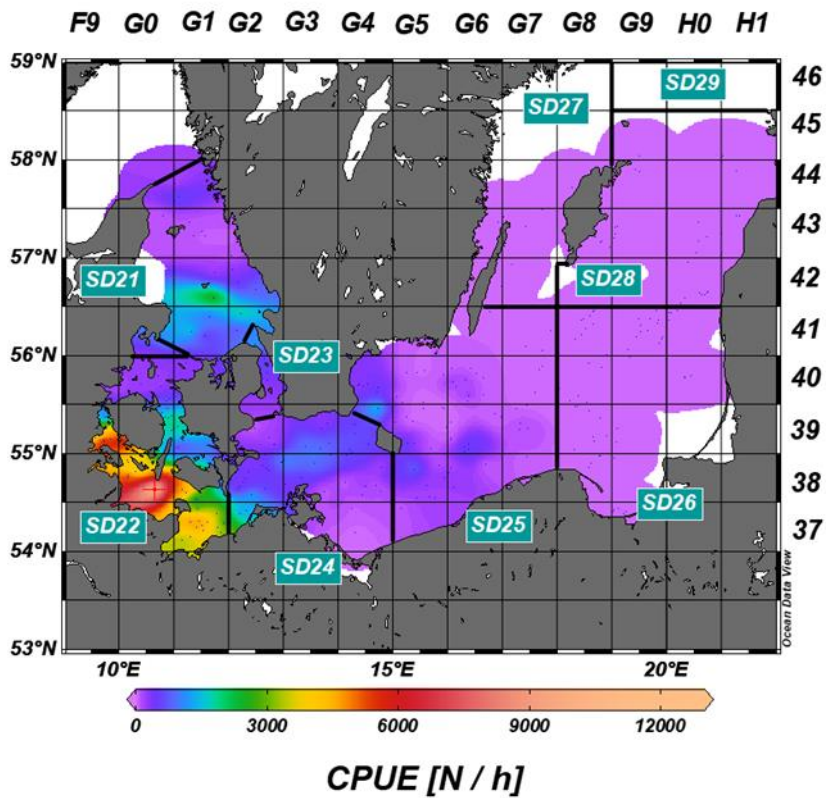 F9 G0 G1 G2 G3 G4 G5 G6 G7 G8 G9 H0 H1
59°N
46
SD29
SD27
45
58°N
44
43
57°N
SD21
SD28
42
41
56°N
SD23
40
39
55°N
38
SD22
SD26
SD25
37
54°N
SD24
Ocean Data View
53°N
10°E 15°E 20°E
0 3000 6000 9000 12000
CPUE [N / h]